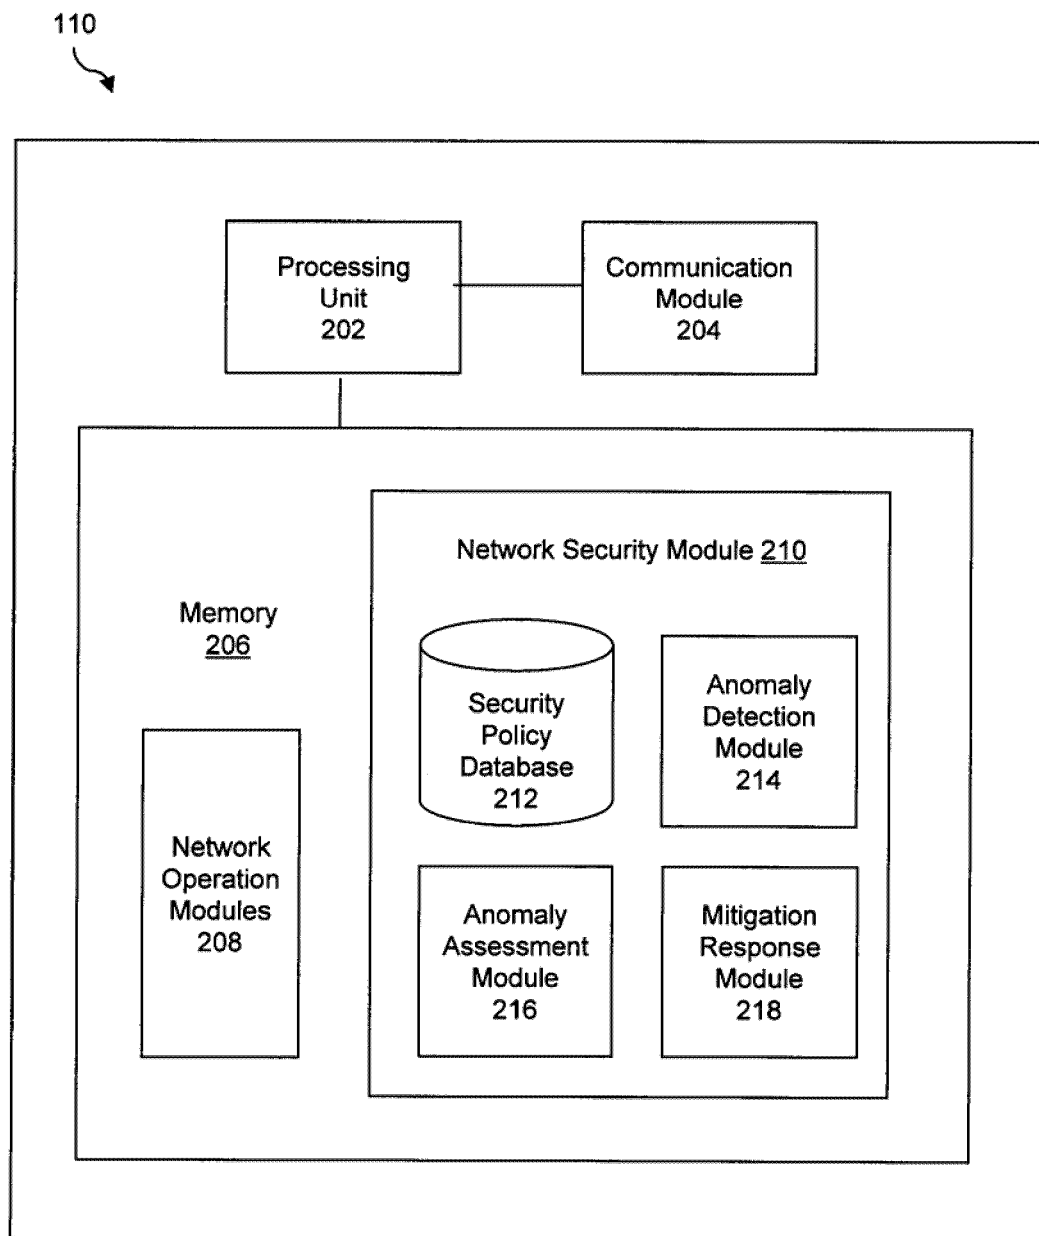 110
Processing
Unit
202
Communication
Module
204
Network Security Module 210
Memory
206
Security
Policy
Database
212
Anomaly
Detection
Module
214
Network
Operation
Modules
208
Anomaly
Assessment
Module
216
Mitigation
Response
Module
218